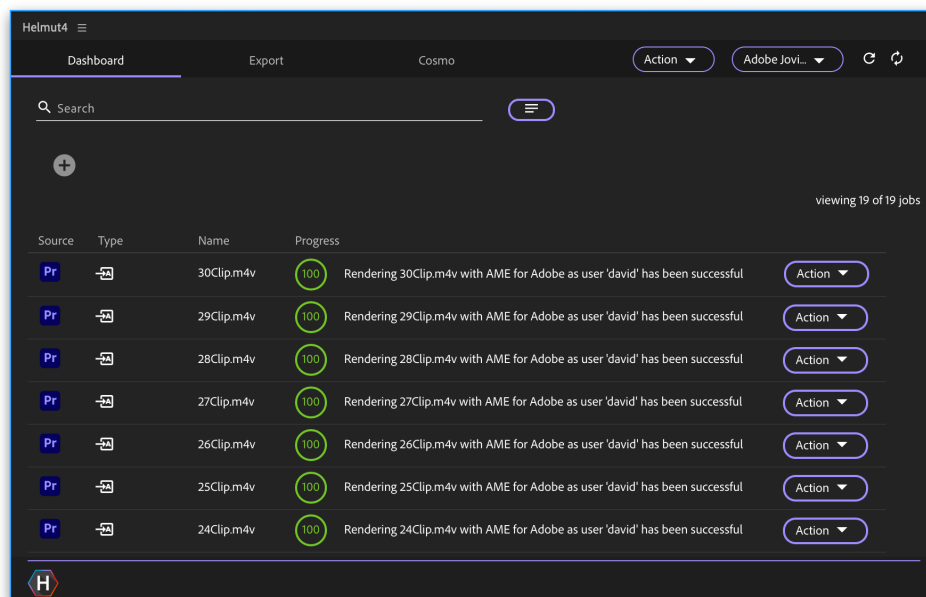 Helmut4
Dashboard Export Cosmo Action Adobe Jovi...
Search
viewing 19 of 19 jobs
Source Type Name Progress
Pr A 30Clip.m4v 100 Rendering 30Clip.m4v with AME for Adobe as user 'david' has been successful Action
Pr A 29Clip.m4v 100 Rendering 29Clip.m4v with AME for Adobe as user 'david' has been successful Action
Pr A 28Clip.m4v 100 Rendering 28Clip.m4v with AME for Adobe as user 'david' has been successful Action
Pr A 27Clip.m4v 100 Rendering 27Clip.m4v with AME for Adobe as user 'david' has been successful Action
Pr A 26Clip.m4v 100 Rendering 26Clip.m4v with AME for Adobe as user 'david' has been successful Action
Pr A 25Clip.m4v 100 Rendering 25Clip.m4v with AME for Adobe as user 'david' has been successful Action
Pr A 24Clip.m4v 100 Rendering 24Clip.m4v with AME for Adobe as user 'david' has been successful Action
H